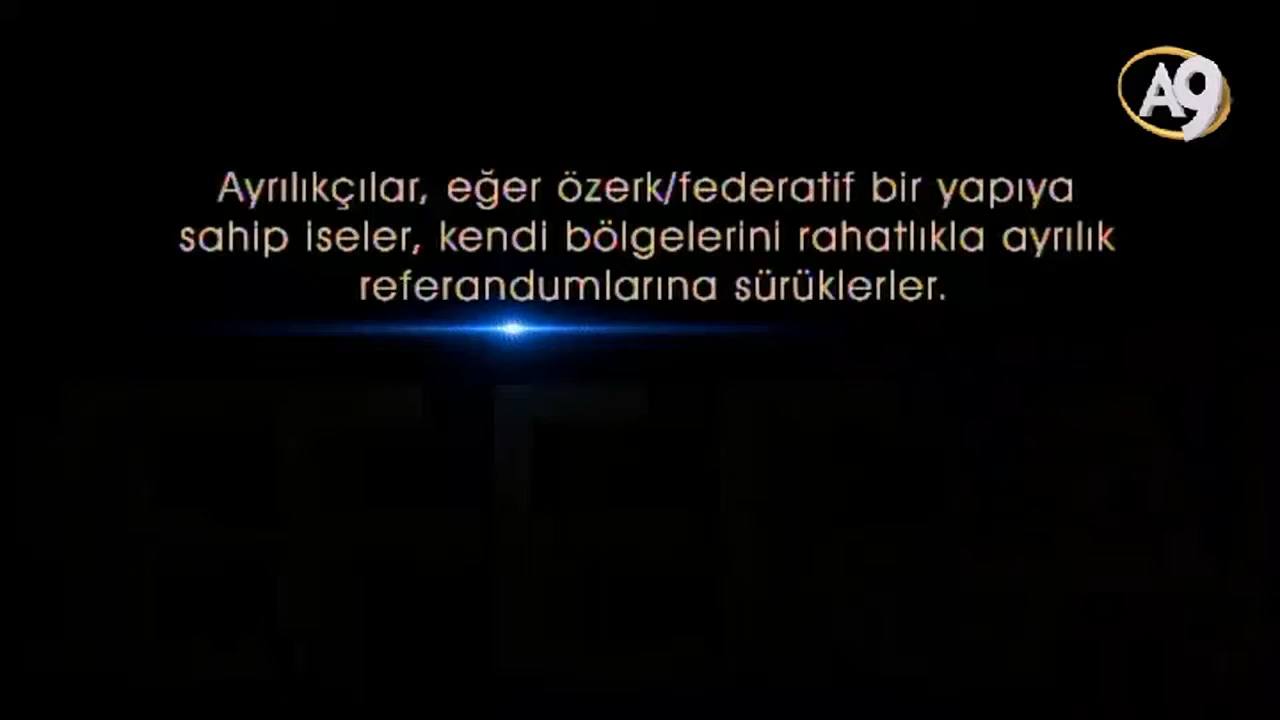 A9
Ayrılıkçılar, eğer özerk/federatif bir yapıya
sahip iseler, kendi bölgelerini rahatlıkla ayrılık
referandumlarına sürüklerler.